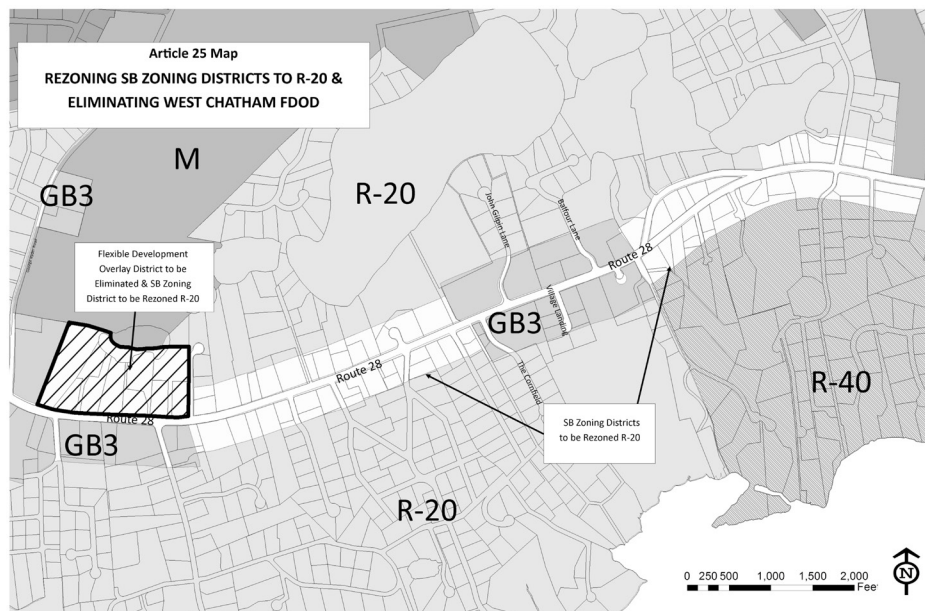 Article 25 Map
REZONING SB ZONING DISTRICTS TO R-20 &
ELIMINATING WEST CHATHAM FDOD
M
GB3
R-20
John Gilpin Lane
Balfour Lane
Route 28
Flexible Development
Overlay District to be
Eliminated & SB Zoning
District to be Rezoned R-20
Village Landing
GB3
The Cornfield
Route 28
R-40
Route 28
GB3
SB Zoning Districts
to be Rezoned R-20
R-20
N
0 250 500 1,000 1,500 2,000
Fee